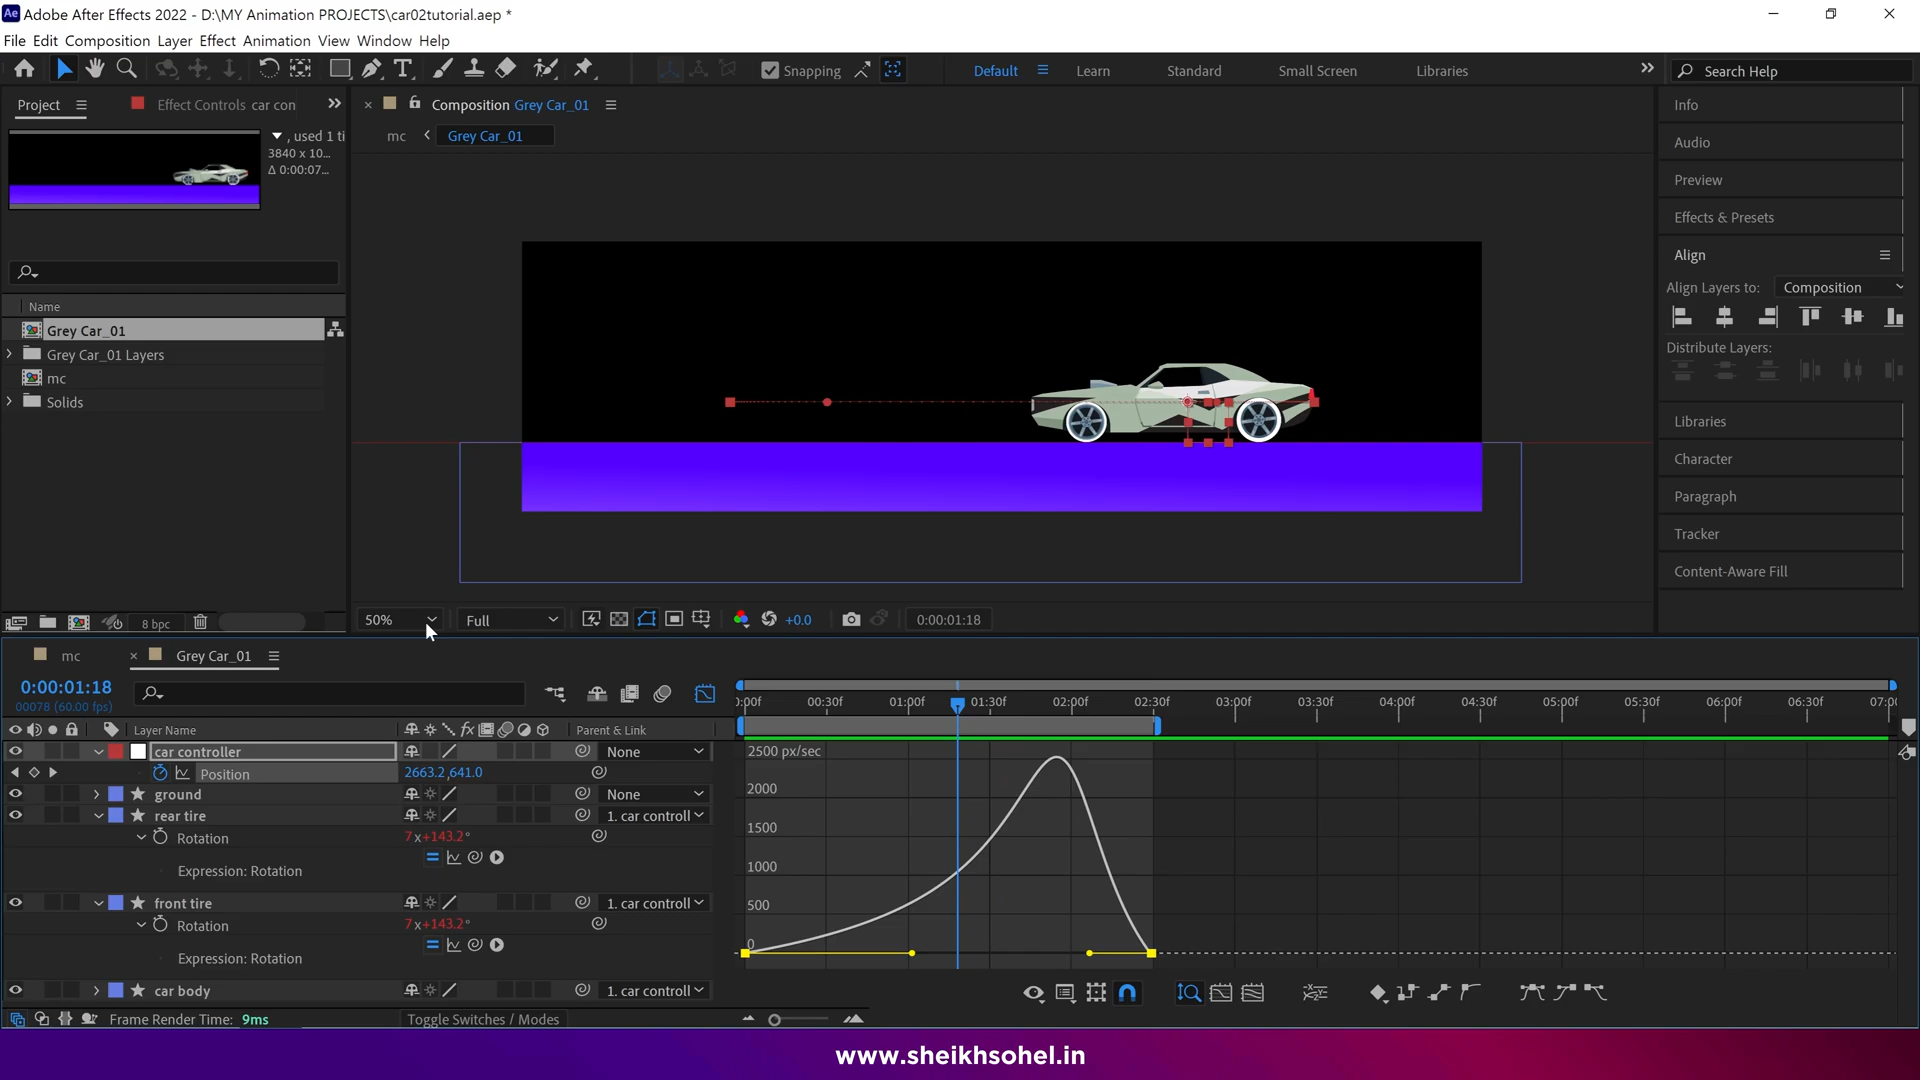 Adobe After Effects 2022 - D:\MY Animation PROJECTS\car02tutorial.aep *
File Edit Composition Layer Effect Animation View Window Help
Snapping
Default Learn Standard Small Screen Libraries
Search Help
Project
Effect Controls car con
Composition Grey Car_01
mc Grey Car_01
, used 1 ti
3840 x 10...
Δ 0:00:07...
Name
Grey Car_01
Grey Car_01 Layers
mc
Solids
8 bpc
50% Full +0.0 0:00:01:18
Info
Audio
Preview
Effects & Presets
Align
Align Layers to: Composition
Distribute Layers:
Libraries
Character
Paragraph
Tracker
Content-Aware Fill
mc Grey Car_01
0:00:01:18
00078 (60.00 fps)
Layer Name Parent & Link
car controller None
Position 2663.2,641.0
ground None
rear tire 1. car controll
Rotation 7x+143.2°
Expression: Rotation
front tire 1. car controll
Rotation 7x+143.2°
Expression: Rotation
car body 1. car controll
Frame Render Time: 9ms Toggle Switches / Modes
):00f 00:30f 01:00f 01:30f 02:00f 02:30f 03:00f 03:30f 04:00f 04:30f 05:00f 05:30f 06:00f 06:30f 07:00
2500 px/sec
2000
1500
1000
500
0
www.sheikhsohel.in